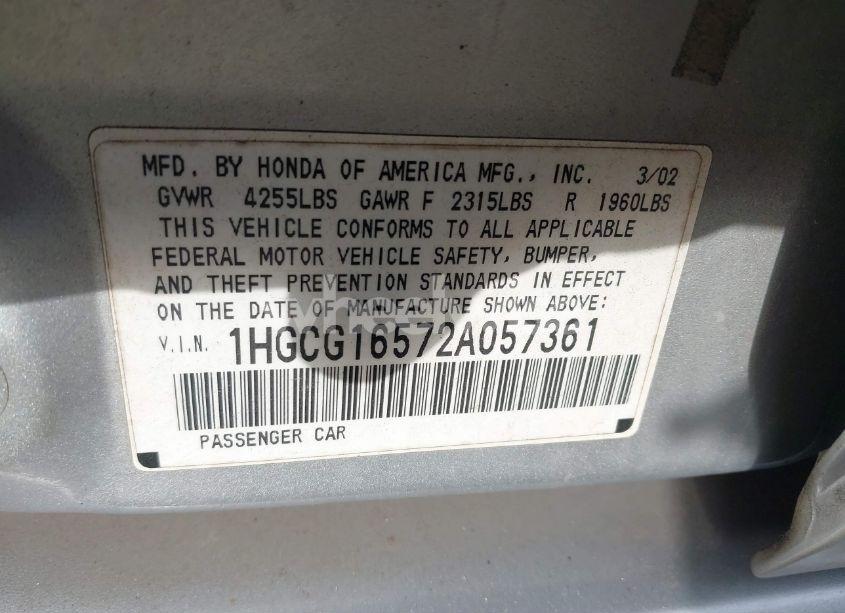 MFD. BY HONDA OF AMERICA MFG., INC. 3/02
GVWR 4255LBS GAWR F 2315LBS R 1960LBS
THIS VEHICLE CONFORMS TO ALL APPLICABLE
FEDERAL MOTOR VEHICLE SAFETY, BUMPER,
AND THEFT PREVENTION STANDARDS IN EFFECT
ON THE DATE OF MANUFACTURE SHOWN ABOVE:
V.I.N. 1HGCG16572A057361
PASSENGER CAR